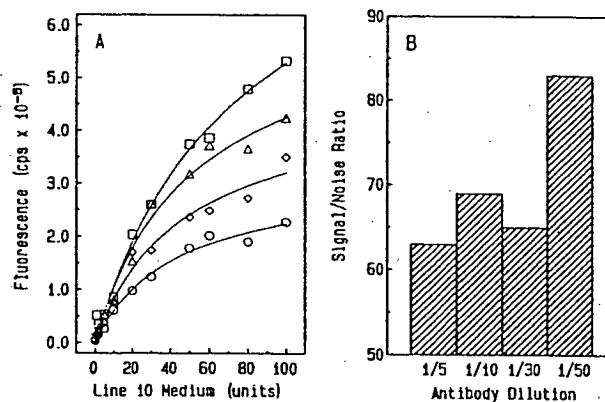 A
6.0
5.0
4.0
3.0
2.0
1.0
0.0
0 20 40 60 80 100
Fluorescence (cps x 10⁻⁵)
Line 10 Medium (units)
B
90
80
70
60
50
1/5 1/10 1/30 1/50
Signal/Noise Ratio
Antibody Dilution